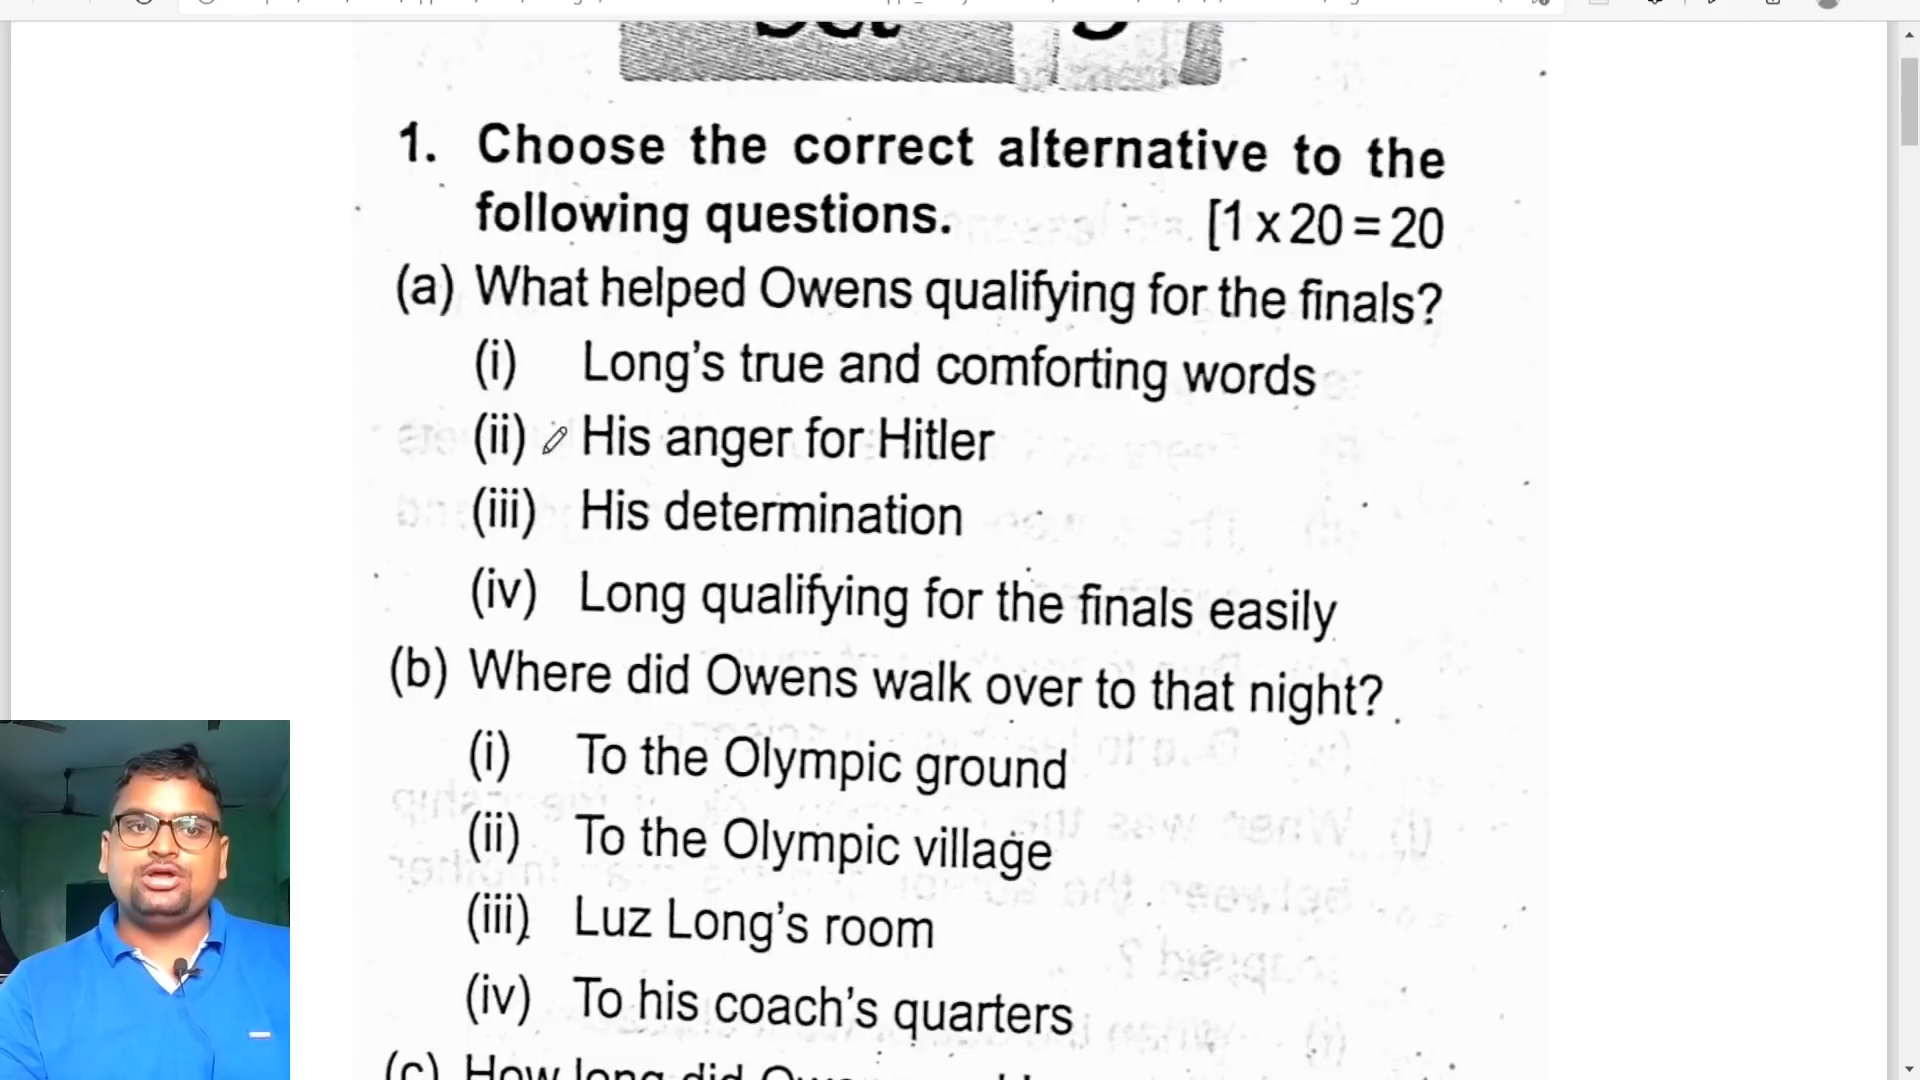 1. Choose the correct alternative to the
following questions. [1 x 20 = 20
(a) What helped Owens qualifying for the finals?
(i) Long's true and comforting words
(ii) His anger for Hitler
(iii) His determination
(iv) Long qualifying for the finals easily
(b) Where did Owens walk over to that night?
(i) To the Olympic ground
(ii) To the Olympic village
(iii) Luz Long's room
(iv) To his coach's quarters
(c) How long did